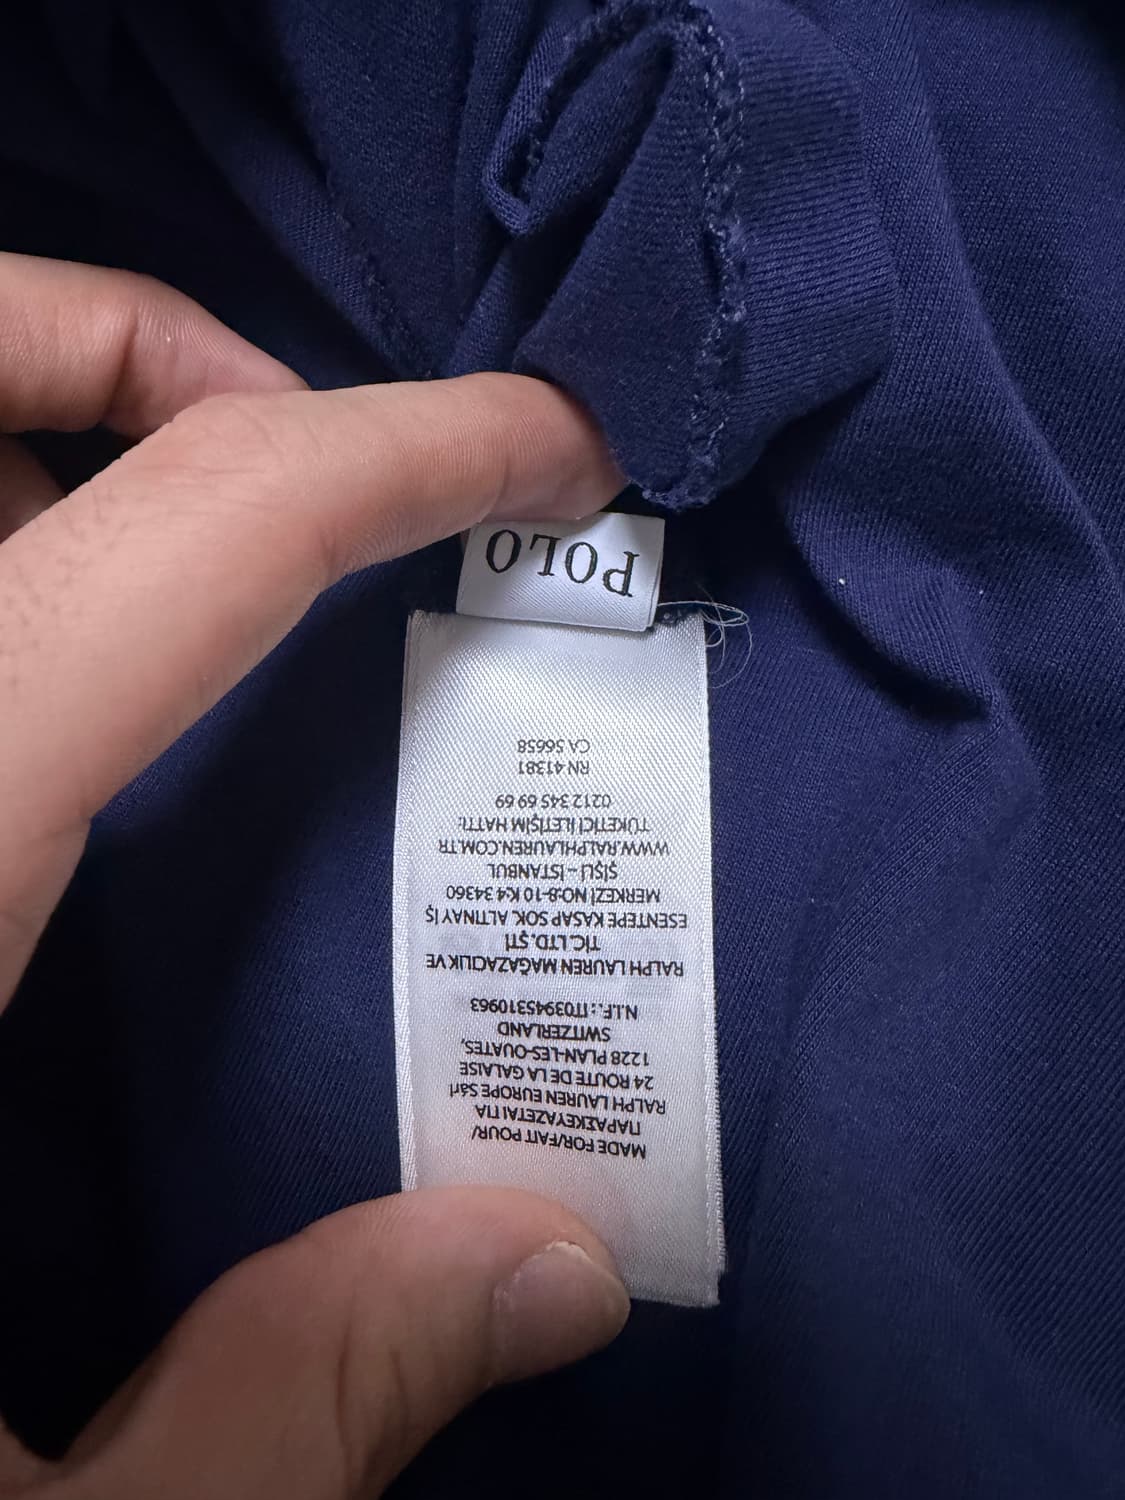 MADE FOR/FAIT POUR/
ΠΑΡΑΣΚΕΥΑΖΕΤΑΙ ΓΙΑ
RALPH LAUREN EUROPE Sàrl
24 ROUTE DE LA GALAISE
1228 PLAN-LES-OUATES,
SWITZERLAND
N.I.F.: IT03945310963
RALPH LAUREN MAĞAZACILIK VE
TİC. LTD. ŞTİ
ESENTEPE KASAP SOK. ALTINAY İŞ
MERKEZİ NO:8-10 K:4 34360
ŞİŞLİ - İSTANBUL
WWW.RALPHLAUREN.COM.TR
TÜKETİCİ İLETİŞİM HATTI:
0212 345 69 69
RN 41381
CA 56658
POLO